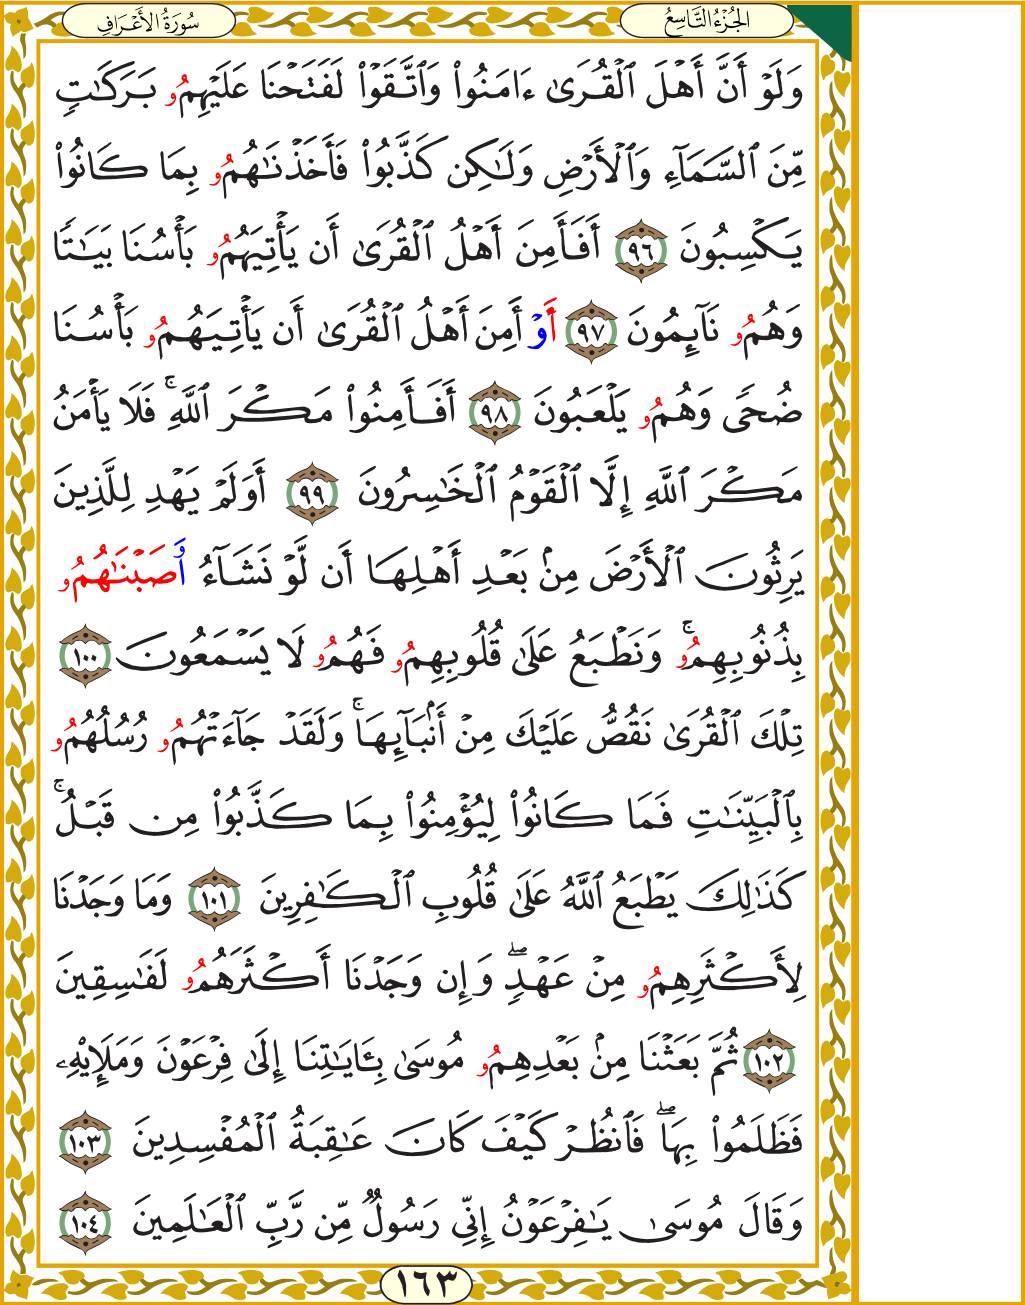 الجُزْءُ التَّاسِعُ
سُورَةُ الأَعْرَافِ
وَلَوْ أَنَّ أَهْلَ ٱلْقُرَىٰ ءَامَنُوا۟ وَٱتَّقَوْا۟ لَفَتَحْنَا عَلَيْهِمُۥ بَرَكَٰتٍ
مِّنَ ٱلسَّمَآءِ وَٱلْأَرْضِ وَلَٰكِن كَذَّبُوا۟ فَأَخَذْنَٰهُمُۥ بِمَا كَانُوا۟
يَكْسِبُونَ ٩٦ أَفَأَمِنَ أَهْلُ ٱلْقُرَىٰ أَن يَأْتِيَهُمُۥ بَأْسُنَا بَيَٰتًا
وَهُمُۥ نَآئِمُونَ ٩٧ أَوْ أَمِنَ أَهْلُ ٱلْقُرَىٰ أَن يَأْتِيَهُمُۥ بَأْسُنَا
ضُحًى وَهُمُۥ يَلْعَبُونَ ٩٨ أَفَأَمِنُوا۟ مَكْرَ ٱللَّهِ ۚ فَلَا يَأْمَنُ
مَكْرَ ٱللَّهِ إِلَّا ٱلْقَوْمُ ٱلْخَٰسِرُونَ ٩٩ أَوَلَمْ يَهْدِ لِلَّذِينَ
يَرِثُونَ ٱلْأَرْضَ مِنۢ بَعْدِ أَهْلِهَا أَن لَّوْ نَشَآءُ وَصَبْنَٰهُمُۥ
بِذُنُوبِهِمُۥ ۚ وَنَطْبَعُ عَلَىٰ قُلُوبِهِمُۥ فَهُمُۥ لَا يَسْمَعُونَ ١٠٠
تِلْكَ ٱلْقُرَىٰ نَقُصُّ عَلَيْكَ مِنْ أَنۢبَآئِهَا ۚ وَلَقَدْ جَآءَتْهُمُۥ رُسُلُهُمُۥ
بِٱلْبَيِّنَٰتِ فَمَا كَانُوا۟ لِيُؤْمِنُوا۟ بِمَا كَذَّبُوا۟ مِن قَبْلُ ۚ
كَذَٰلِكَ يَطْبَعُ ٱللَّهُ عَلَىٰ قُلُوبِ ٱلْكَٰفِرِينَ ١٠١ وَمَا وَجَدْنَا
لِأَكْثَرِهِمُۥ مِنْ عَهْدٍ ۖ وَإِن وَجَدْنَا أَكْثَرَهُمُۥ لَفَٰسِقِينَ
١٠٢ ثُمَّ بَعَثْنَا مِنۢ بَعْدِهِمُۥ مُوسَىٰ بِـَٔايَٰتِنَا إِلَىٰ فِرْعَوْنَ وَمَلَإِي۟هِۦ
فَظَلَمُوا۟ بِهَا ۖ فَٱنظُرْ كَيْفَ كَانَ عَٰقِبَةُ ٱلْمُفْسِدِينَ ١٠٣
وَقَالَ مُوسَىٰ يَٰفِرْعَوْنُ إِنِّي رَسُولٌ مِّن رَّبِّ ٱلْعَٰلَمِينَ ١٠٤
١٦٣